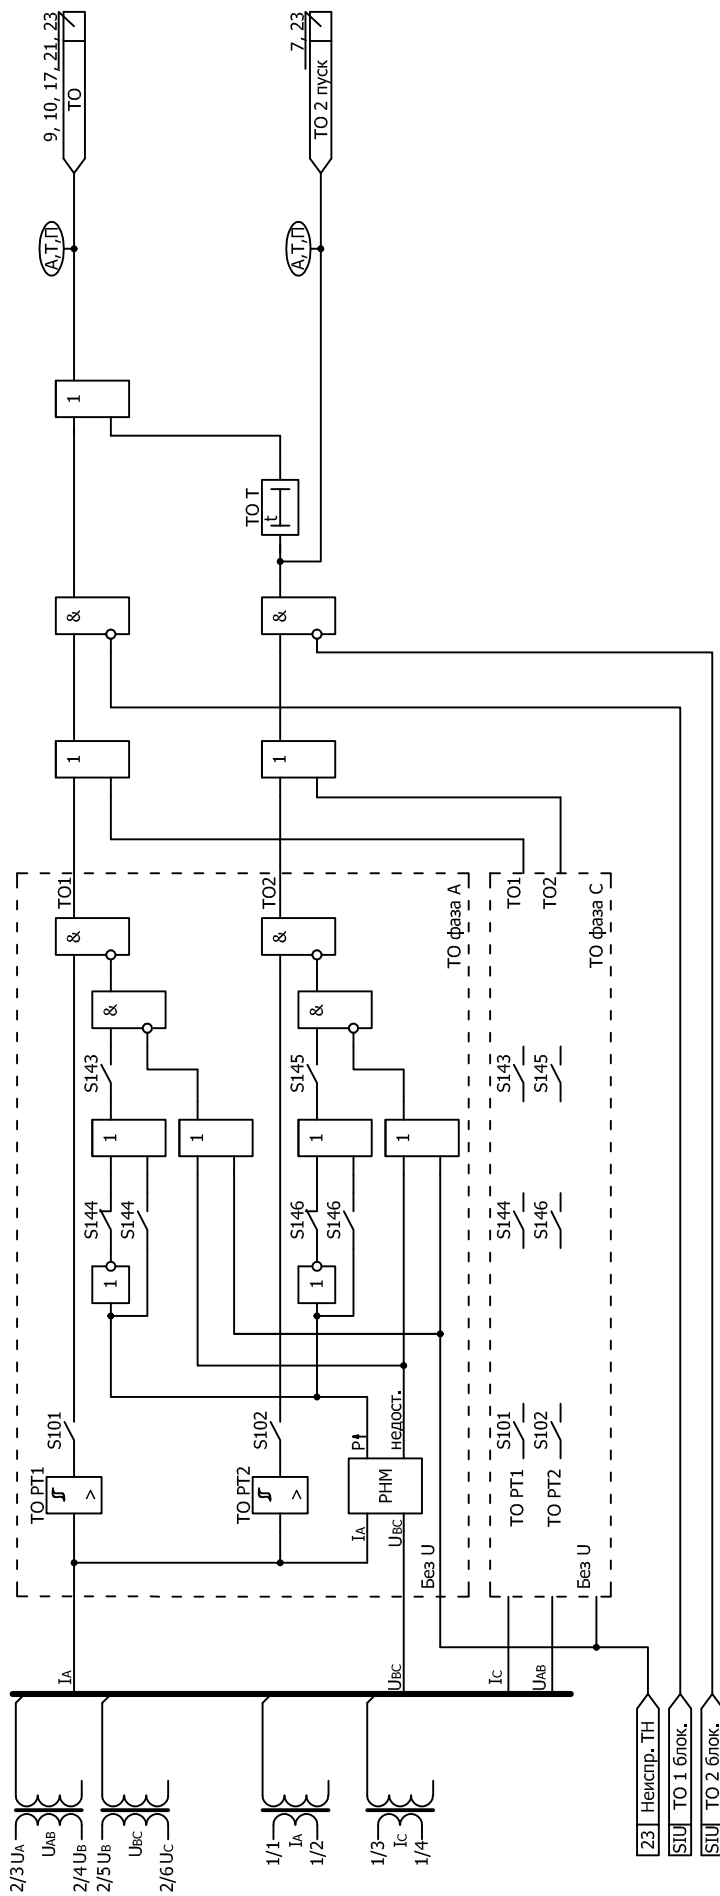 2/3 UA
UAB
2/4 UB
2/5 UB
UBC
2/6 UC
1/1
IA
1/2
1/3
IC
1/4
IA
UBC
IC
UAB
23 Неиспр. ТН
SIU ТО 1 блок.
SIU ТО 2 блок.
ТО РТ1
>
S101
ТО РТ2
>
S102
IA
UBC
РНМ
P
недост.
Без U
1
S144
S144
1
S143
&
1
&
ТО1
1
S146
S146
1
S145
&
1
&
ТО2
ТО фаза А
ТО РТ1
S101
S144
S143
ТО1
ТО РТ2
S102
S146
S145
ТО2
Без U
ТО фаза С
1
&
1
&
ТО Т
t
1
А,Т,П
А,Т,П
9, 10, 17, 21, 23
ТО
7, 23
ТО 2 пуск